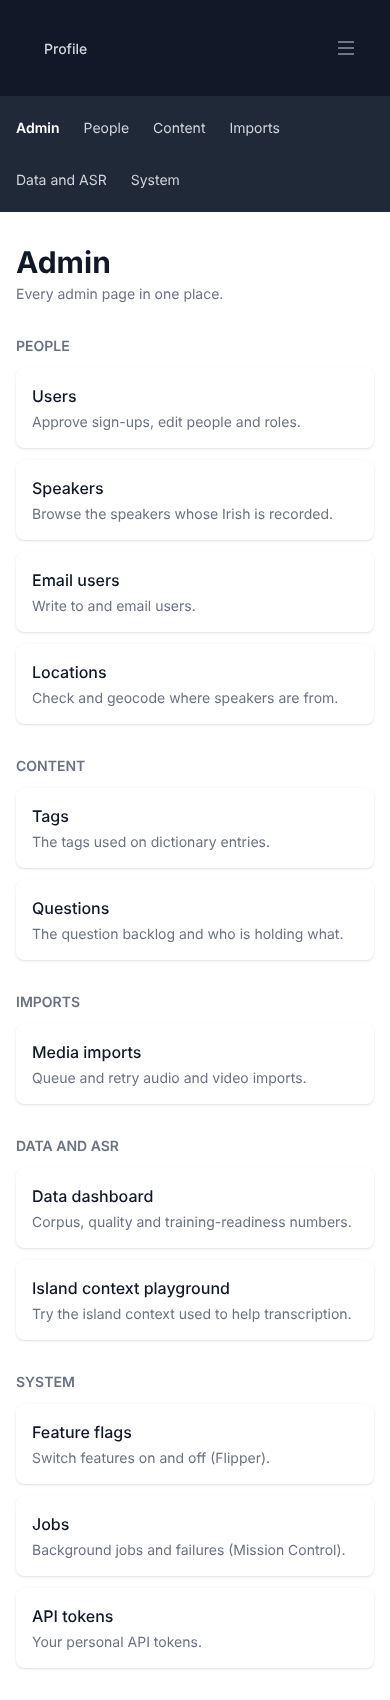 Profile
Admin People Content Imports
Data and ASR System
Admin
Every admin page in one place.
PEOPLE
Users
Approve sign-ups, edit people and roles.
Speakers
Browse the speakers whose Irish is recorded.
Email users
Write to and email users.
Locations
Check and geocode where speakers are from.
CONTENT
Tags
The tags used on dictionary entries.
Questions
The question backlog and who is holding what.
IMPORTS
Media imports
Queue and retry audio and video imports.
DATA AND ASR
Data dashboard
Corpus, quality and training-readiness numbers.
Island context playground
Try the island context used to help transcription.
SYSTEM
Feature flags
Switch features on and off (Flipper).
Jobs
Background jobs and failures (Mission Control).
API tokens
Your personal API tokens.